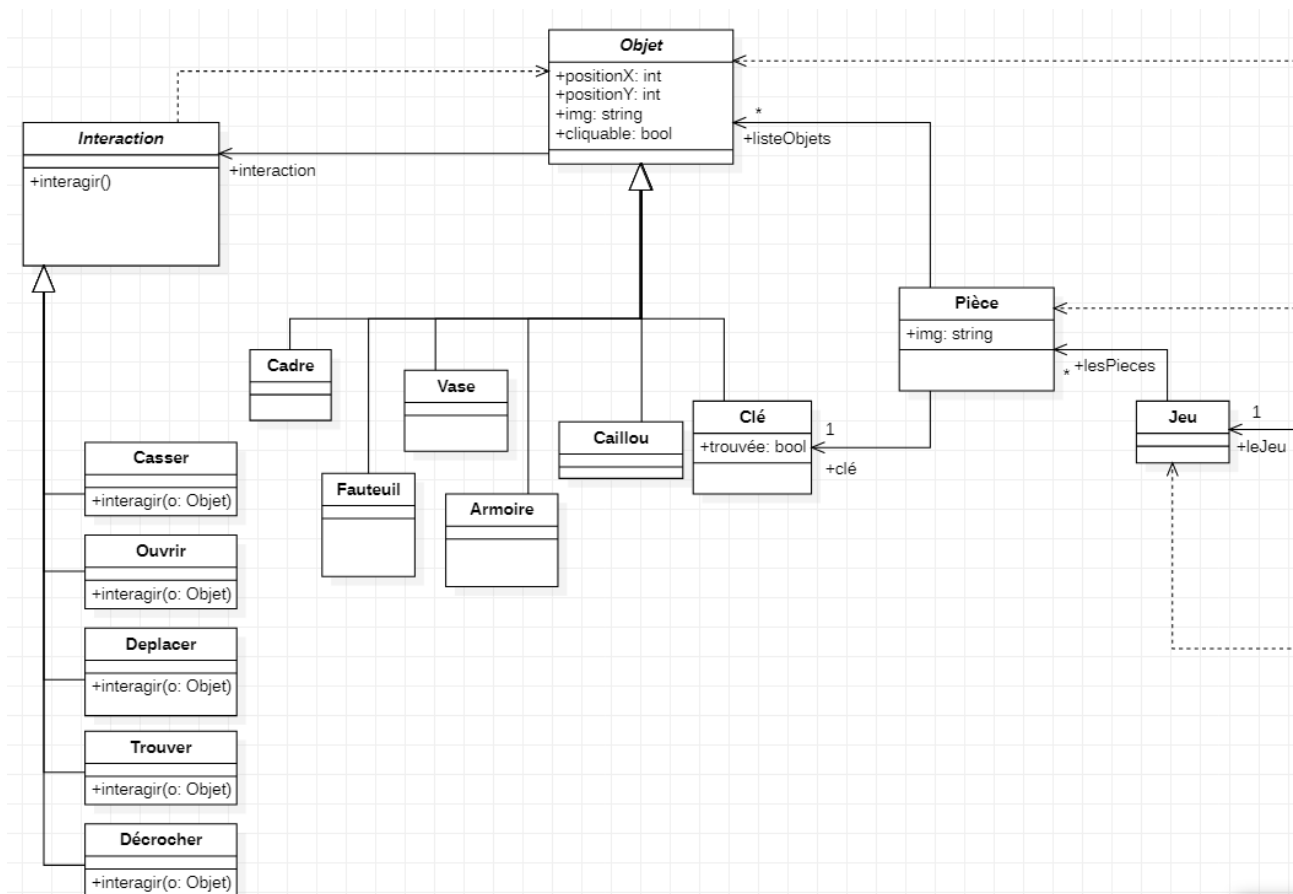 Objet
+positionX: int
+positionY: int
+img: string
+cliquable: bool
*
+listeObjets
Interaction
+interagir()
+interaction
Pièce
+img: string
*
+lesPieces
Jeu
1
+leJeu
Cadre
Vase
Caillou
Clé
+trouvée: bool
1
+clé
Fauteuil
Armoire
Casser
+interagir(o: Objet)
Ouvrir
+interagir(o: Objet)
Deplacer
+interagir(o: Objet)
Trouver
+interagir(o: Objet)
Décrocher
+interagir(o: Objet)